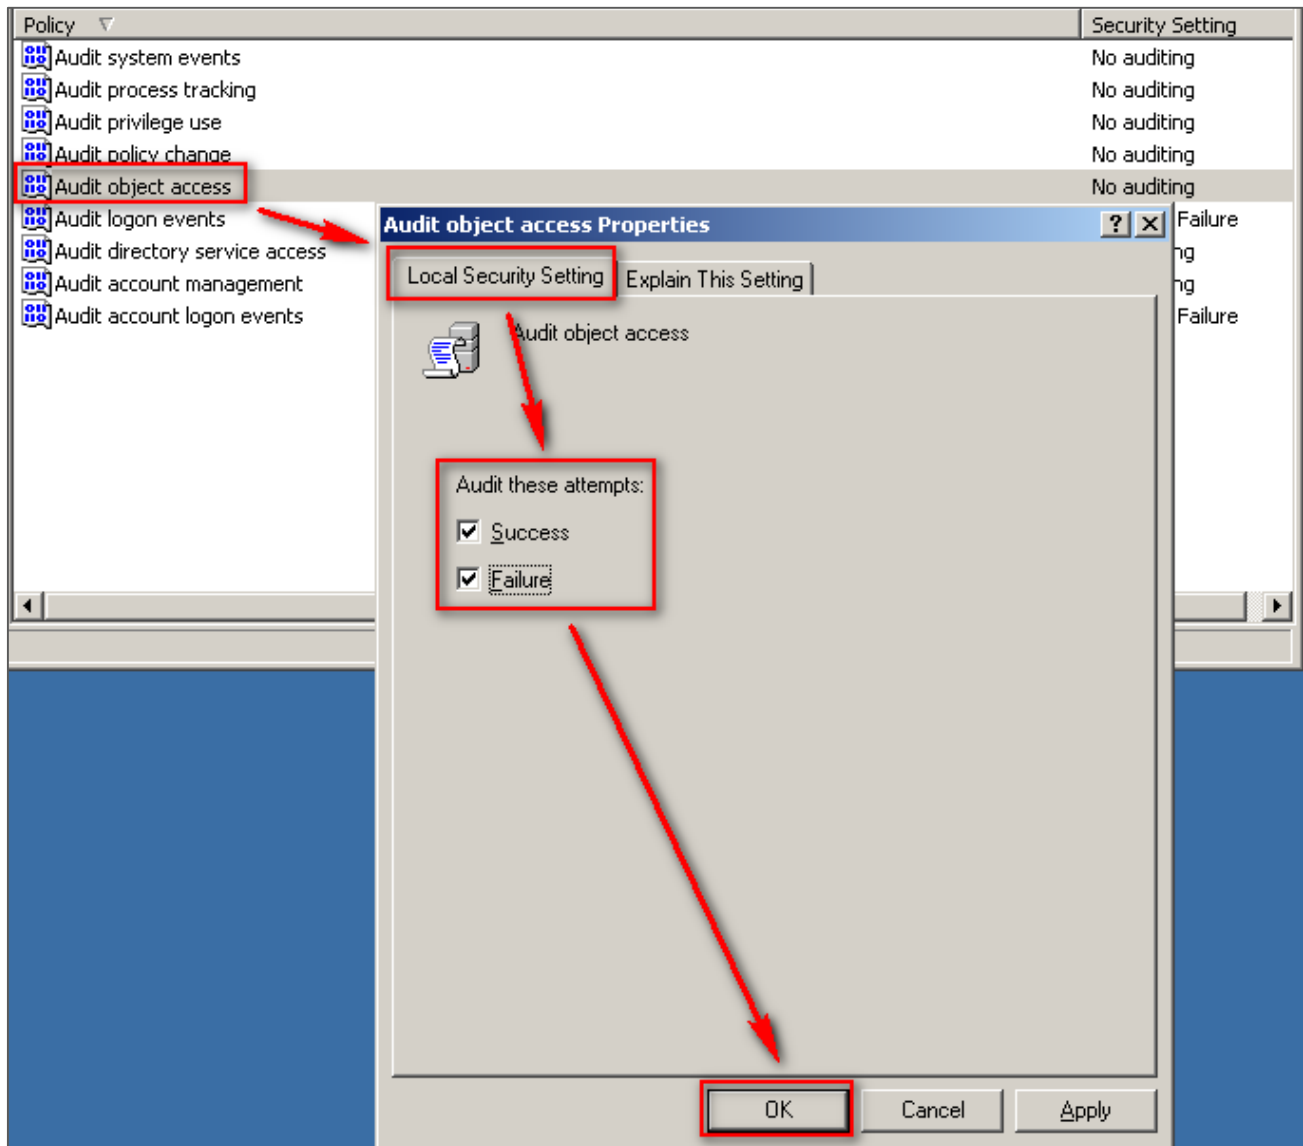 Policy Security Setting
Audit system events No auditing
Audit process tracking No auditing
Audit privilege use No auditing
Audit policy change No auditing
Audit object access No auditing
Audit logon events Failure
Audit directory service access ng
Audit account management ng
Audit account logon events Failure
Audit object access Properties
Local Security Setting Explain This Setting
Audit object access
Audit these attempts:
Success
Failure
OK Cancel Apply